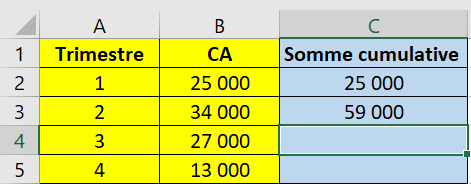 A B C
1 Trimestre CA Somme cumulative
2 1 25 000 25 000
3 2 34 000 59 000
4 3 27 000
5 4 13 000